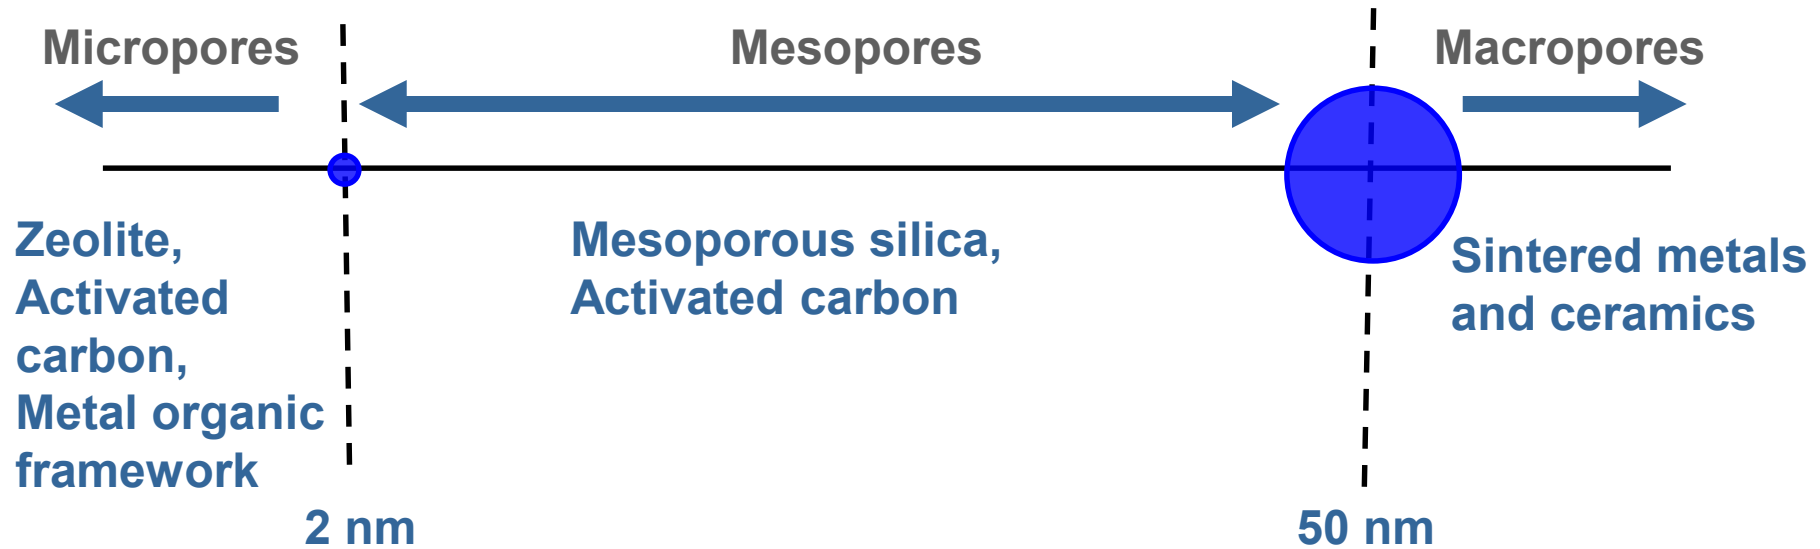 Micropores
Mesopores
Macropores
Zeolite,
Activated
carbon,
Metal organic
framework
Mesoporous silica,
Activated carbon
Sintered metals
and ceramics
2 nm
50 nm